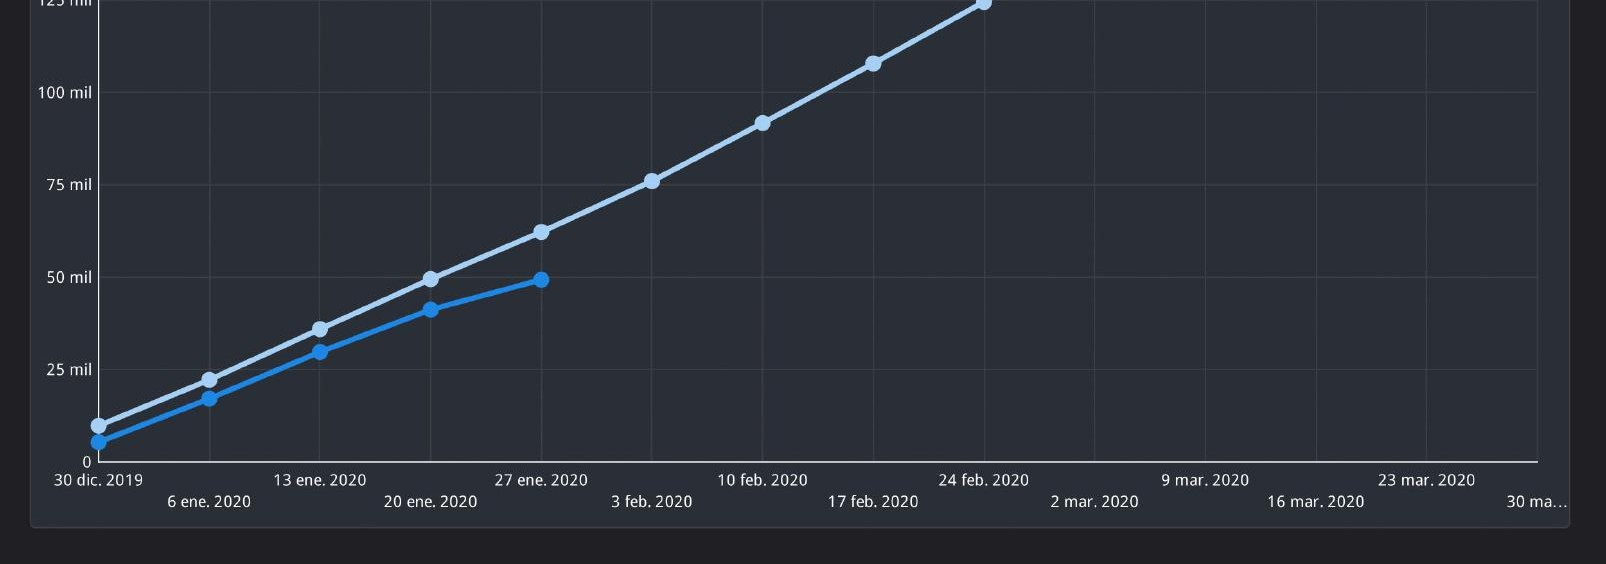 125 mil
100 mil
75 mil
50 mil
25 mil
0
30 dic. 2019
13 ene. 2020
27 ene. 2020
10 feb. 2020
24 feb. 2020
9 mar. 2020
23 mar. 2020
6 ene. 2020
20 ene. 2020
3 feb. 2020
17 feb. 2020
2 mar. 2020
16 mar. 2020
30 ma...